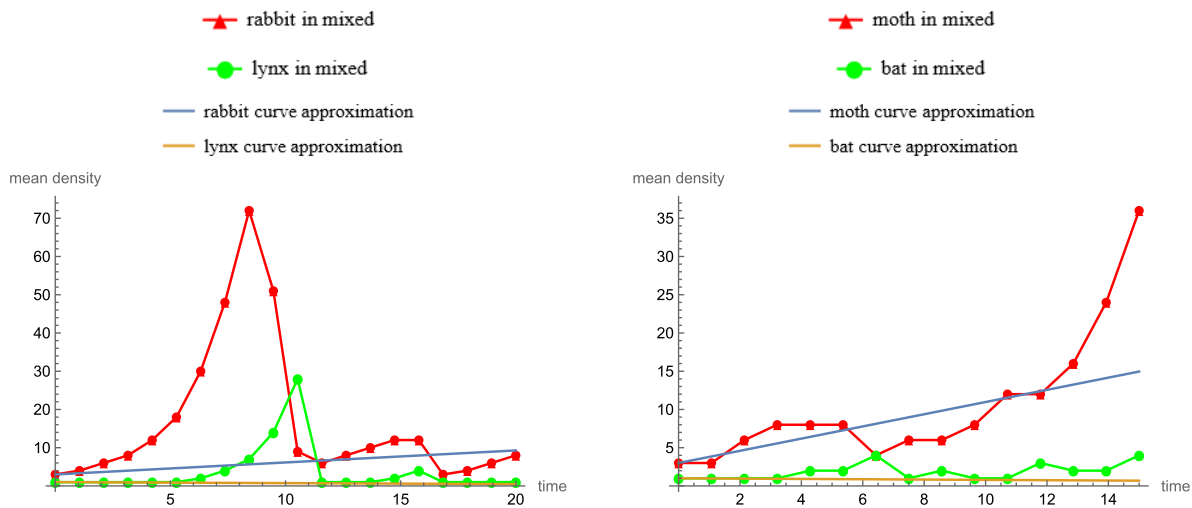 rabbit in mixed
lynx in mixed
rabbit curve approximation
lynx curve approximation
mean density
70
60
50
40
30
20
10
5
10
15
20
time
moth in mixed
bat in mixed
moth curve approximation
bat curve approximation
mean density
35
30
25
20
15
10
5
2
4
6
8
10
12
14
time